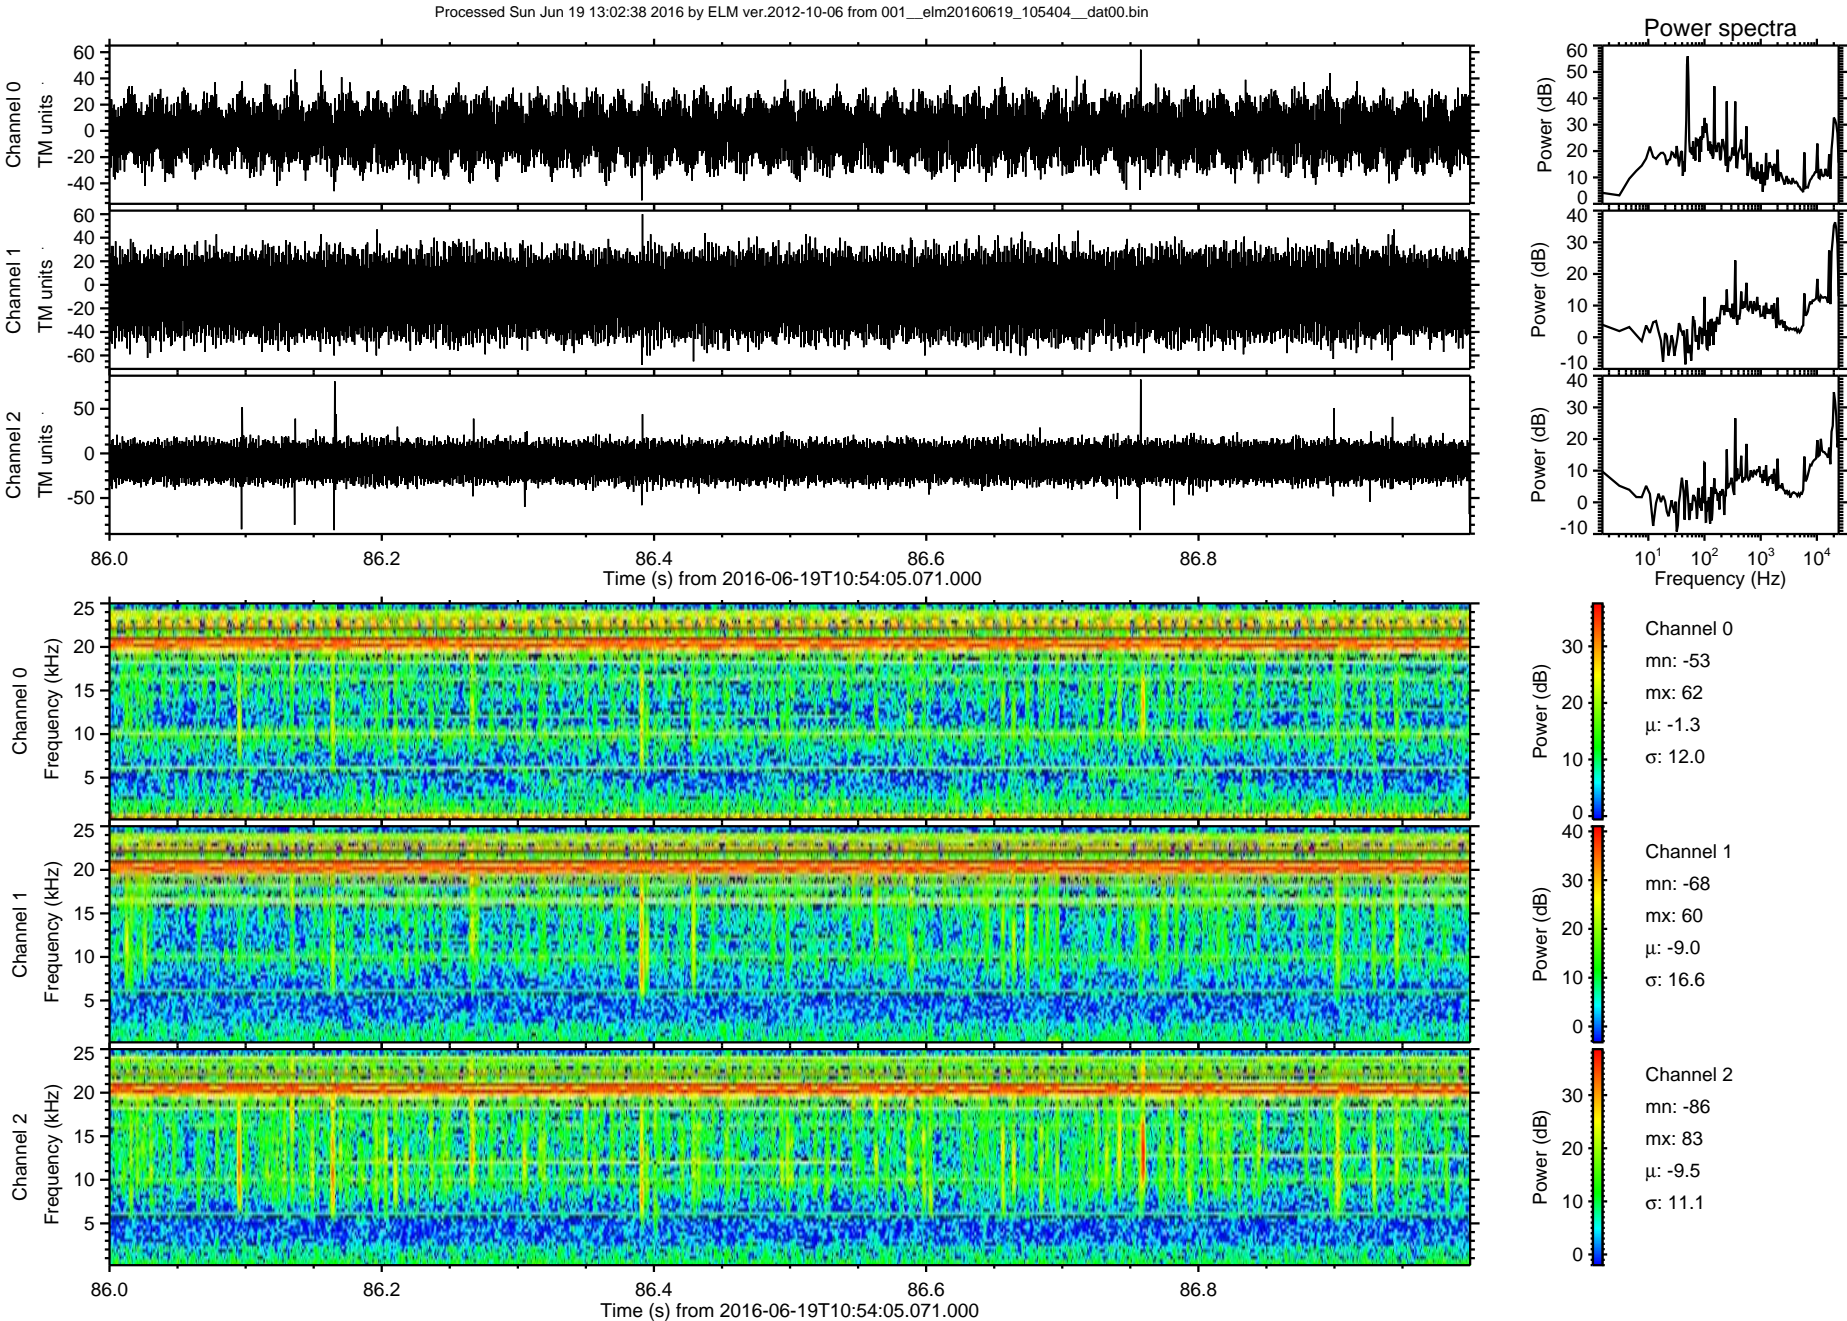 Processed Sun Jun 19 13:02:38 2016 by ELM ver.2012-10-06 from 001__elm20160619_105404__dat00.bin
Power spectra
Channel 0
TM units
60
40
20
0
-20
-40
Power (dB)
60
50
40
30
20
10
0
Channel 1
TM units
60
40
20
0
-20
-40
-60
Power (dB)
40
30
20
10
0
-10
Channel 2
TM units
50
0
-50
Power (dB)
40
30
20
10
0
-10
86.0 86.2 86.4 86.6 86.8
Time (s) from 2016-06-19T10:54:05.071.000
10^1 10^2 10^3 10^4
Frequency (Hz)
Channel 0
Frequency (kHz)
25
20
15
10
5
Power (dB)
30
20
10
0
Channel 0
mn: -53
mx: 62
μ: -1.3
σ: 12.0
Channel 1
Frequency (kHz)
25
20
15
10
5
Power (dB)
40
30
20
10
0
Channel 1
mn: -68
mx: 60
μ: -9.0
σ: 16.6
Channel 2
Frequency (kHz)
25
20
15
10
5
Power (dB)
30
20
10
0
Channel 2
mn: -86
mx: 83
μ: -9.5
σ: 11.1
86.0 86.2 86.4 86.6 86.8
Time (s) from 2016-06-19T10:54:05.071.000